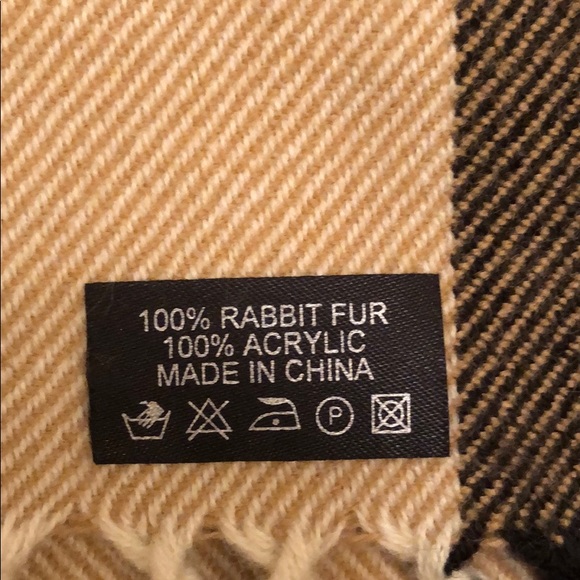 100% RABBIT FUR
100% ACRYLIC
MADE IN CHINA
P